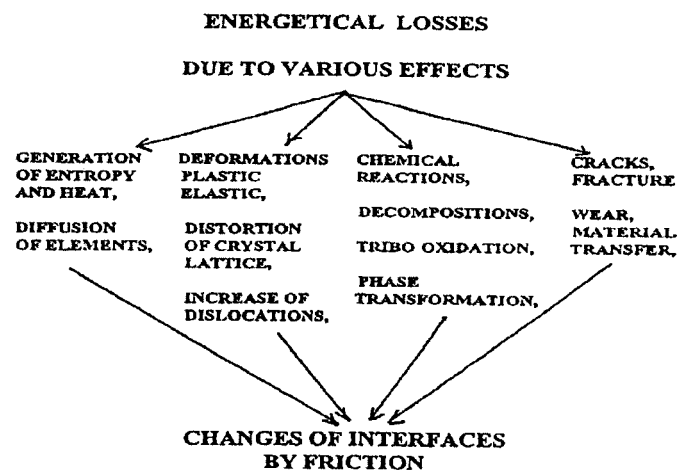 ENERGETICAL LOSSES
DUE TO VARIOUS EFFECTS
GENERATION
OF ENTROPY
AND HEAT,
DIFFUSION
OF ELEMENTS,
DEFORMATIONS
PLASTIC
ELASTIC,
DISTORTION
OF CRYSTAL
LATTICE,
INCREASE OF
DISLOCATIONS,
CHEMICAL
REACTIONS,
DECOMPOSITIONS,
TRIBO OXIDATION,
PHASE
TRANSFORMATION,
CRACKS,
FRACTURE
WEAR,
MATERIAL
TRANSFER,
CHANGES OF INTERFACES
BY FRICTION